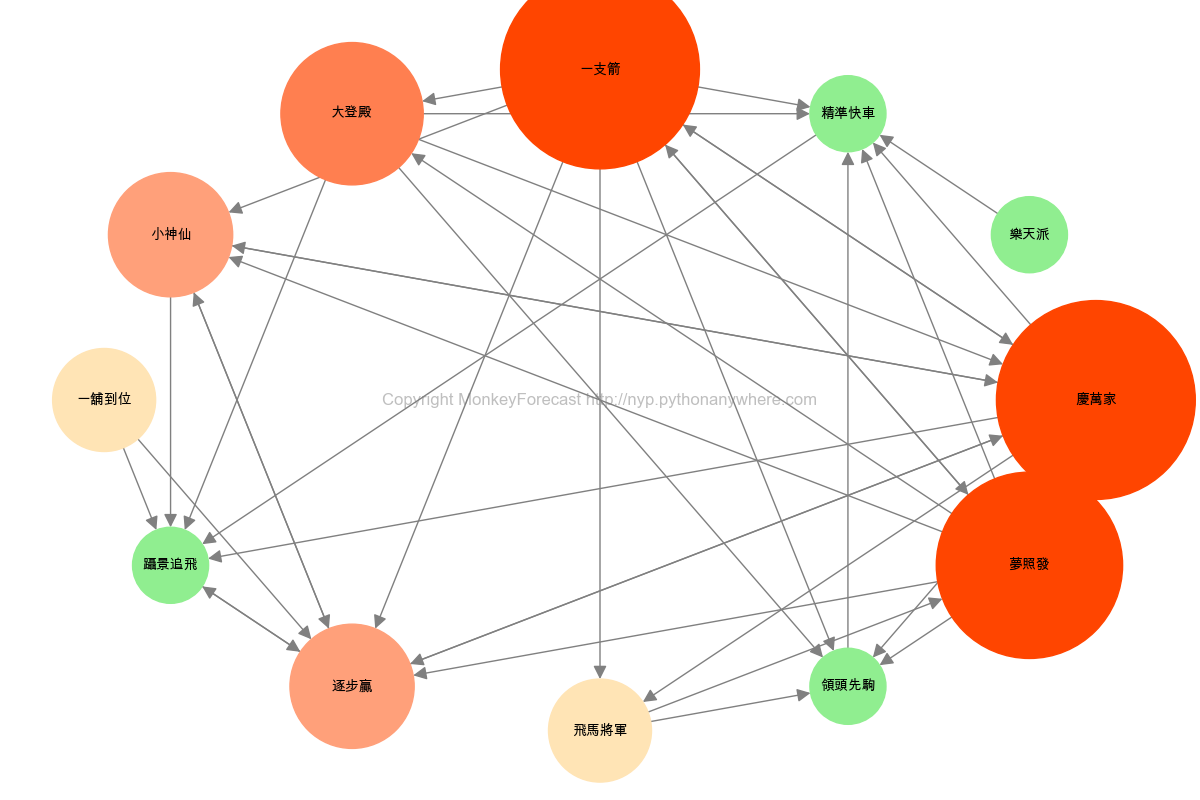 一支箭
大登殿
精準快車
小神仙
樂天派
一舖到位
Copyright MonkeyForecast http://nyp.pythonanywhere.com
慶萬家
躡景追飛
夢照發
逐步贏
領頭先駒
飛馬將軍